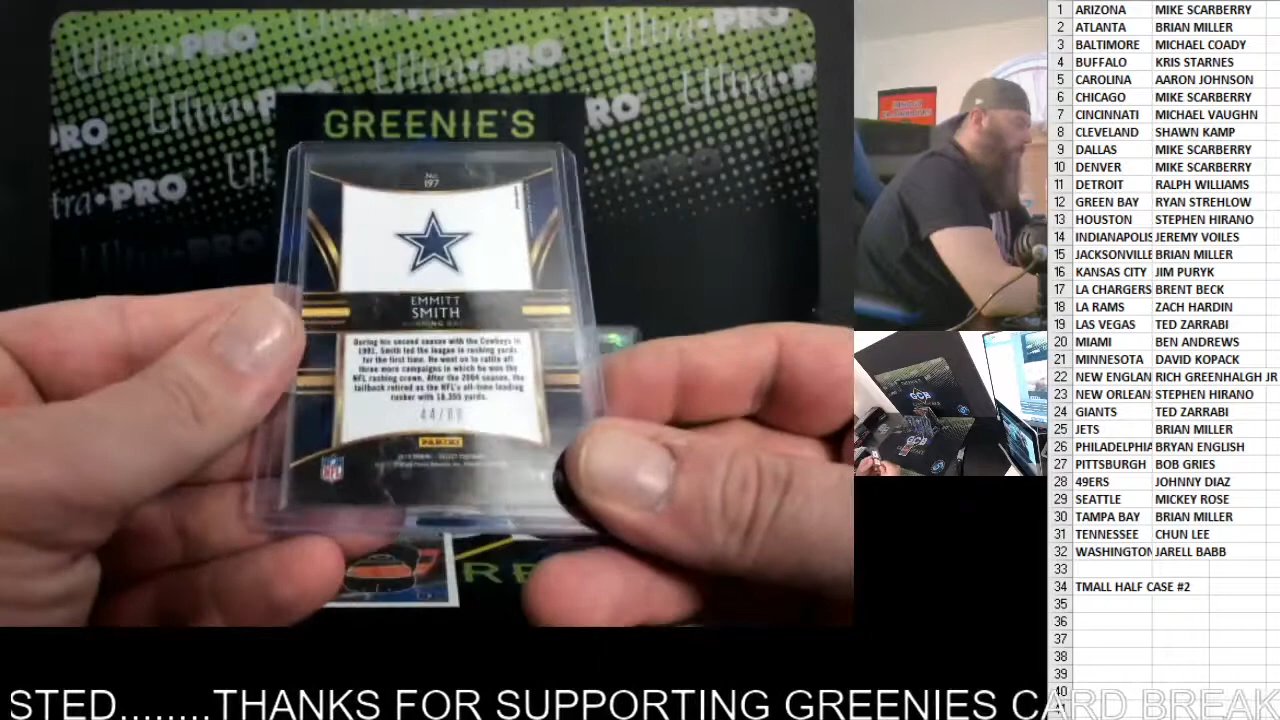 Ultra•PRO
GREENIE'S
No. 197
EMMITT
SMITH
During his second season with the Cowboys in
1991, Smith led the league in rushing yards
for the first time. He went on to rattle off
three more campaigns in which he won the
NFL rushing crown. After the 2004 season, the
tailback retired as the NFL's all-time leading
rusher with 18,355 yards.
PANINI
NFL
GCB
GCB
1 ARIZONA MIKE SCARBERRY
2 ATLANTA BRIAN MILLER
3 BALTIMORE MICHAEL COADY
4 BUFFALO KRIS STARNES
5 CAROLINA AARON JOHNSON
6 CHICAGO MIKE SCARBERRY
7 CINCINNATI MICHAEL VAUGHN
8 CLEVELAND SHAWN KAMP
9 DALLAS MIKE SCARBERRY
10 DENVER MIKE SCARBERRY
11 DETROIT RALPH WILLIAMS
12 GREEN BAY RYAN STREHLOW
13 HOUSTON STEPHEN HIRANO
14 INDIANAPOLIS JEREMY VOILES
15 JACKSONVILLE BRIAN MILLER
16 KANSAS CITY JIM PURYK
17 LA CHARGERS BRENT BECK
18 LA RAMS ZACH HARDIN
19 LAS VEGAS TED ZARRABI
20 MIAMI BEN ANDREWS
21 MINNESOTA DAVID KOPACK
22 NEW ENGLAN RICH GREENHALGH JR
23 NEW ORLEAN STEPHEN HIRANO
24 GIANTS TED ZARRABI
25 JETS BRIAN MILLER
26 PHILADELPHIA BRYAN ENGLISH
27 PITTSBURGH BOB GRIES
28 49ERS JOHNNY DIAZ
29 SEATTLE MICKEY ROSE
30 TAMPA BAY BRIAN MILLER
31 TENNESSEE CHUN LEE
32 WASHINGTON JARELL BABB
33
34 TMALL HALF CASE #2
35
36
37
38
39
40
STED........THANKS FOR SUPPORTING GREENIES CARD BREAK